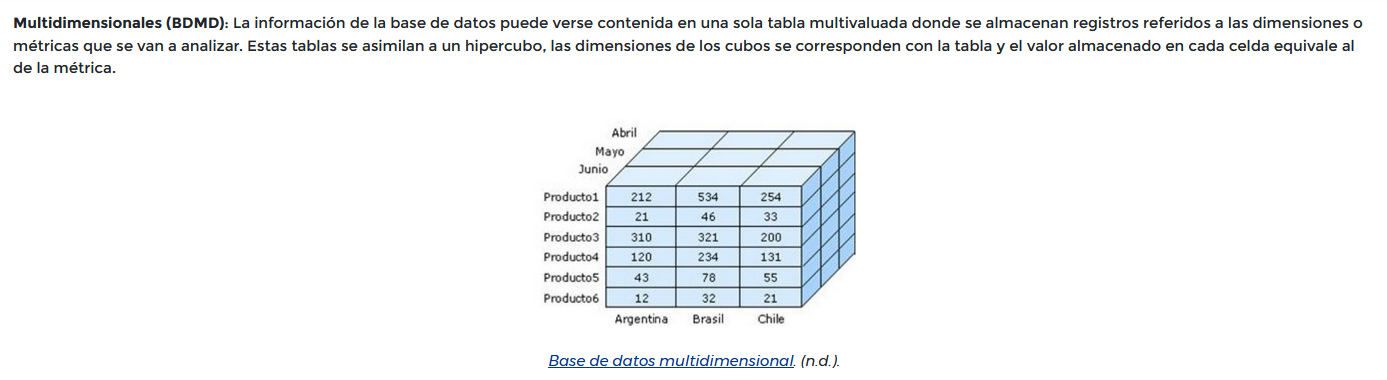 Multidimensionales (BDMD): La información de la base de datos puede verse contenida en una sola tabla multivaluada donde se almacenan registros referidos a las dimensiones o
métricas que se van a analizar. Estas tablas se asimilan a un hipercubo, las dimensiones de los cubos se corresponden con la tabla y el valor almacenado en cada celda equivale al
de la métrica.
Abril
Mayo
Junio
Producto1 212 534 254
Producto2 21 46 33
Producto3 310 321 200
Producto4 120 234 131
Producto5 43 78 55
Producto6 12 32 21
Argentina Brasil Chile
Base de datos multidimensional. (n.d.).